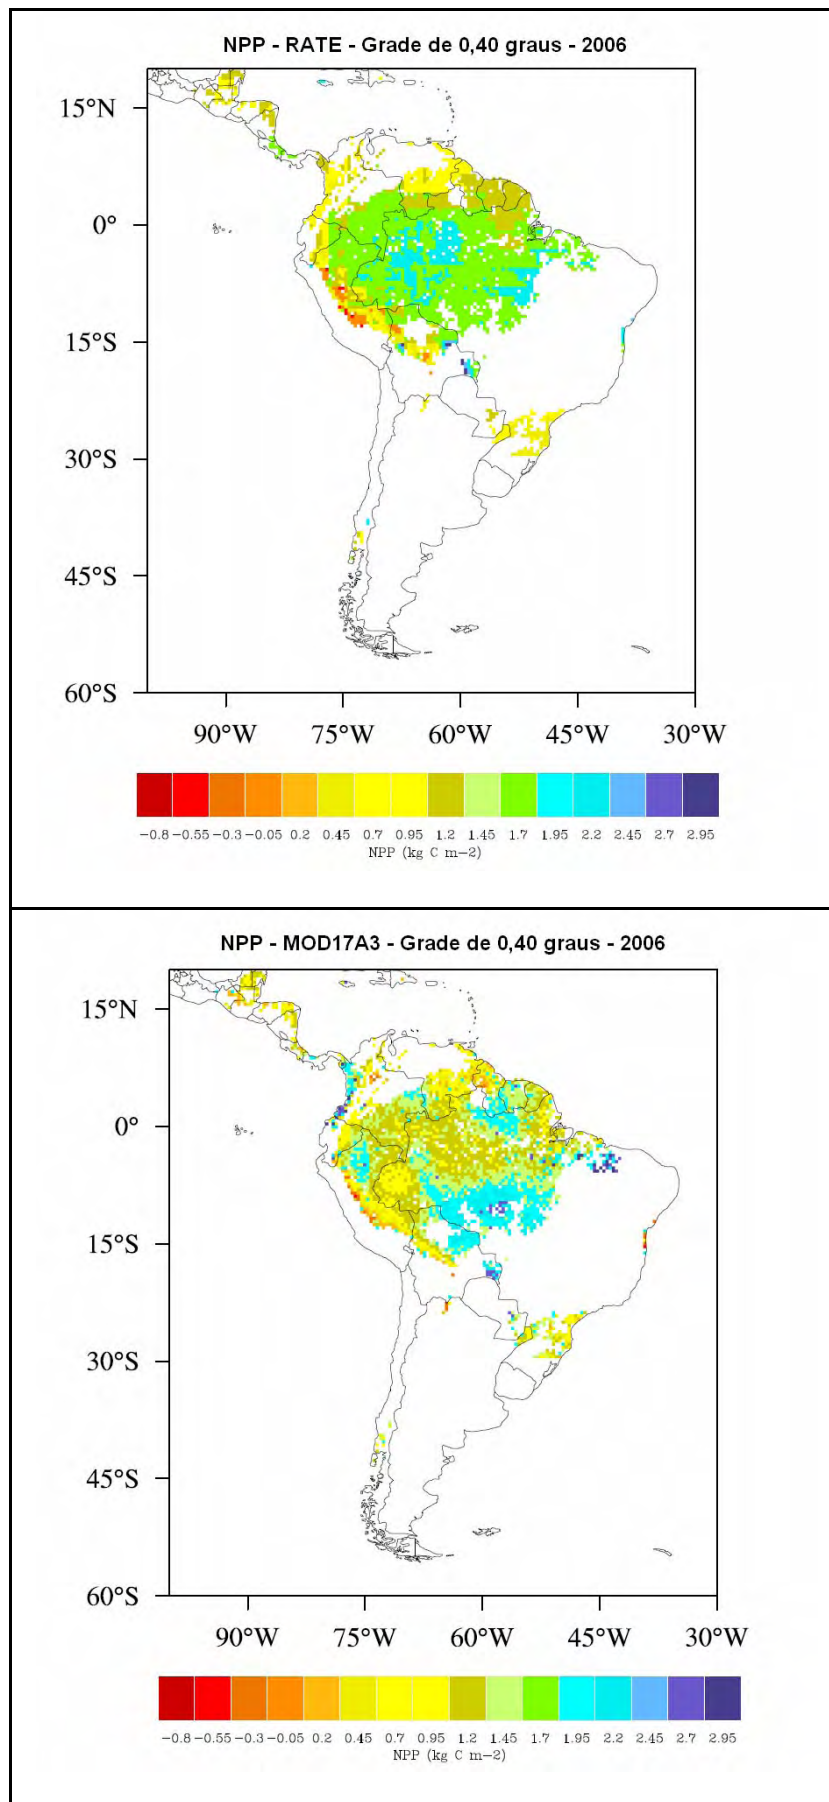 NPP - RATE - Grade de 0,40 graus - 2006
15°N
0°
15°S
30°S
45°S
60°S
90°W 75°W 60°W 45°W 30°W
−0.8 −0.55 −0.3 −0.05 0.2 0.45 0.7 0.95 1.2 1.45 1.7 1.95 2.2 2.45 2.7 2.95
NPP (kg C m−2)
NPP - MOD17A3 - Grade de 0,40 graus - 2006
15°N
0°
15°S
30°S
45°S
60°S
90°W 75°W 60°W 45°W 30°W
−0.8 −0.55 −0.3 −0.05 0.2 0.45 0.7 0.95 1.2 1.45 1.7 1.95 2.2 2.45 2.7 2.95
NPP (kg C m−2)